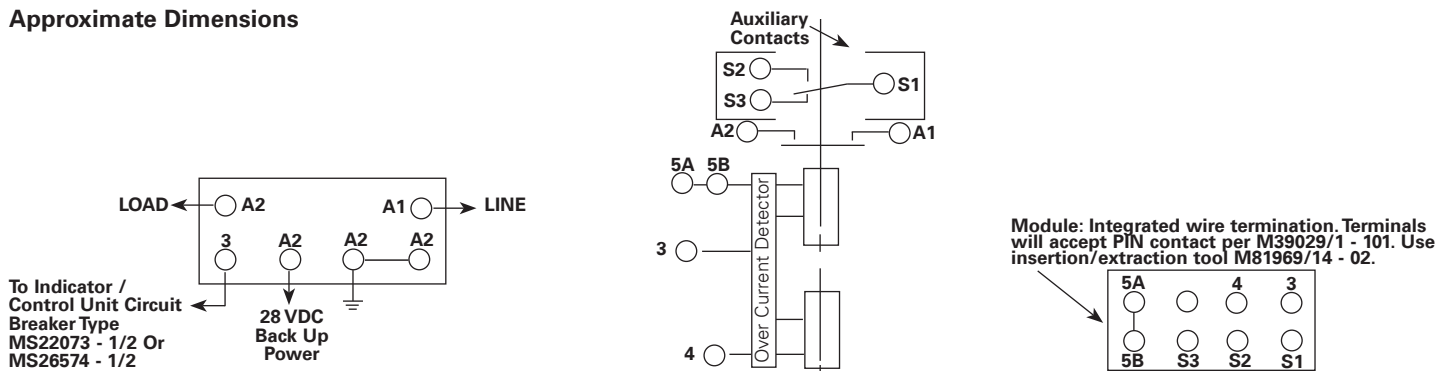 Approximate Dimensions
LOAD
A2
A1
LINE
3
A2
A2
A2
To Indicator /
Control Unit Circuit
Breaker Type
MS22073 - 1/2 Or
MS26574 - 1/2
28 VDC
Back Up
Power
Auxiliary
Contacts
S2
S1
S3
A2
A1
5A 5B
Over Current Detector
3
4
Module: Integrated wire termination. Terminals
will accept PIN contact per M39029/1 - 101. Use
insertion/extraction tool M81969/14 - 02.
5A
4
3
5B
S3
S2
S1